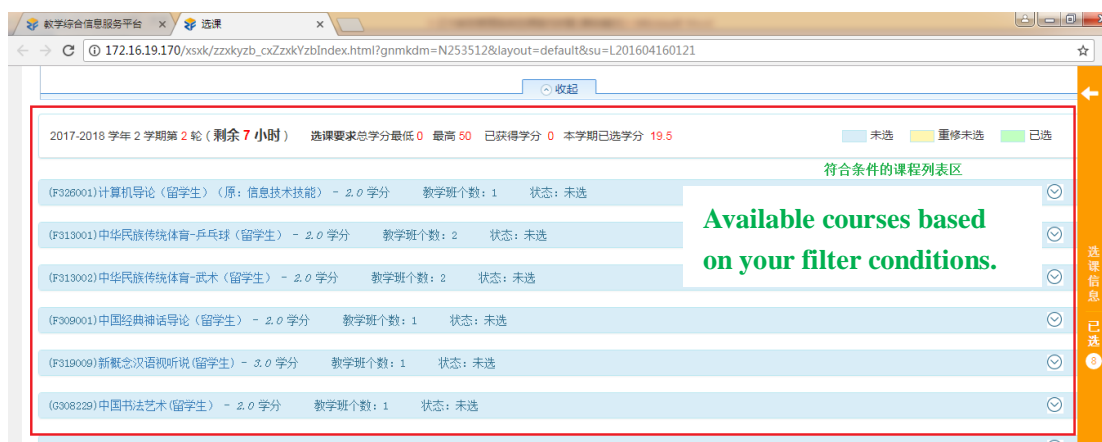 教学综合信息服务平台
选课
172.16.19.170/xsxk/zzxkyzb_cxZzxkYzbIndex.html?gnmkdm=N253512&layout=default&su=L201604160121
收起
2017-2018 学年 2 学期第 2 轮（剩余 7 小时） 选课要求总学分最低 0 最高 50 已获得学分 0 本学期已选学分 19.5 未选 重修未选 已选
符合条件的课程列表区
(F326001)计算机导论（留学生）（原：信息技术技能） - 2.0 学分 教学班个数：1 状态：未选
Available courses based
on your filter conditions.
(F313001)中华民族传统体育-乒乓球（留学生） - 2.0 学分 教学班个数：2 状态：未选
(F313002)中华民族传统体育-武术（留学生） - 2.0 学分 教学班个数：2 状态：未选
(F309001)中国经典神话导论（留学生） - 2.0 学分 教学班个数：1 状态：未选
(F319009)新概念汉语视听说(留学生) - 3.0 学分 教学班个数：1 状态：未选
(G308229)中国书法艺术(留学生） - 2.0 学分 教学班个数：1 状态：未选
选课信息
已选
8